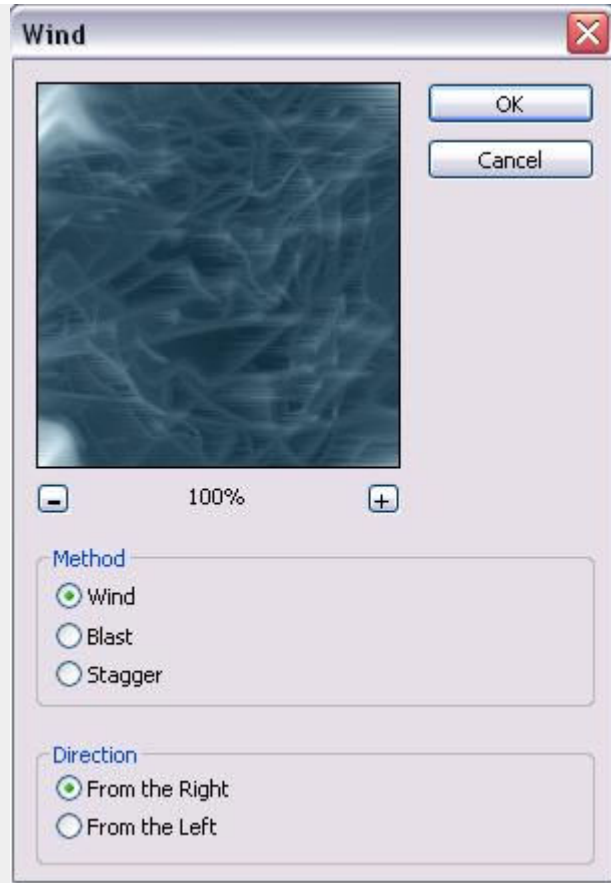 Wind
OK
Cancel
- 100% +
Method
Wind
Blast
Stagger
Direction
From the Right
From the Left